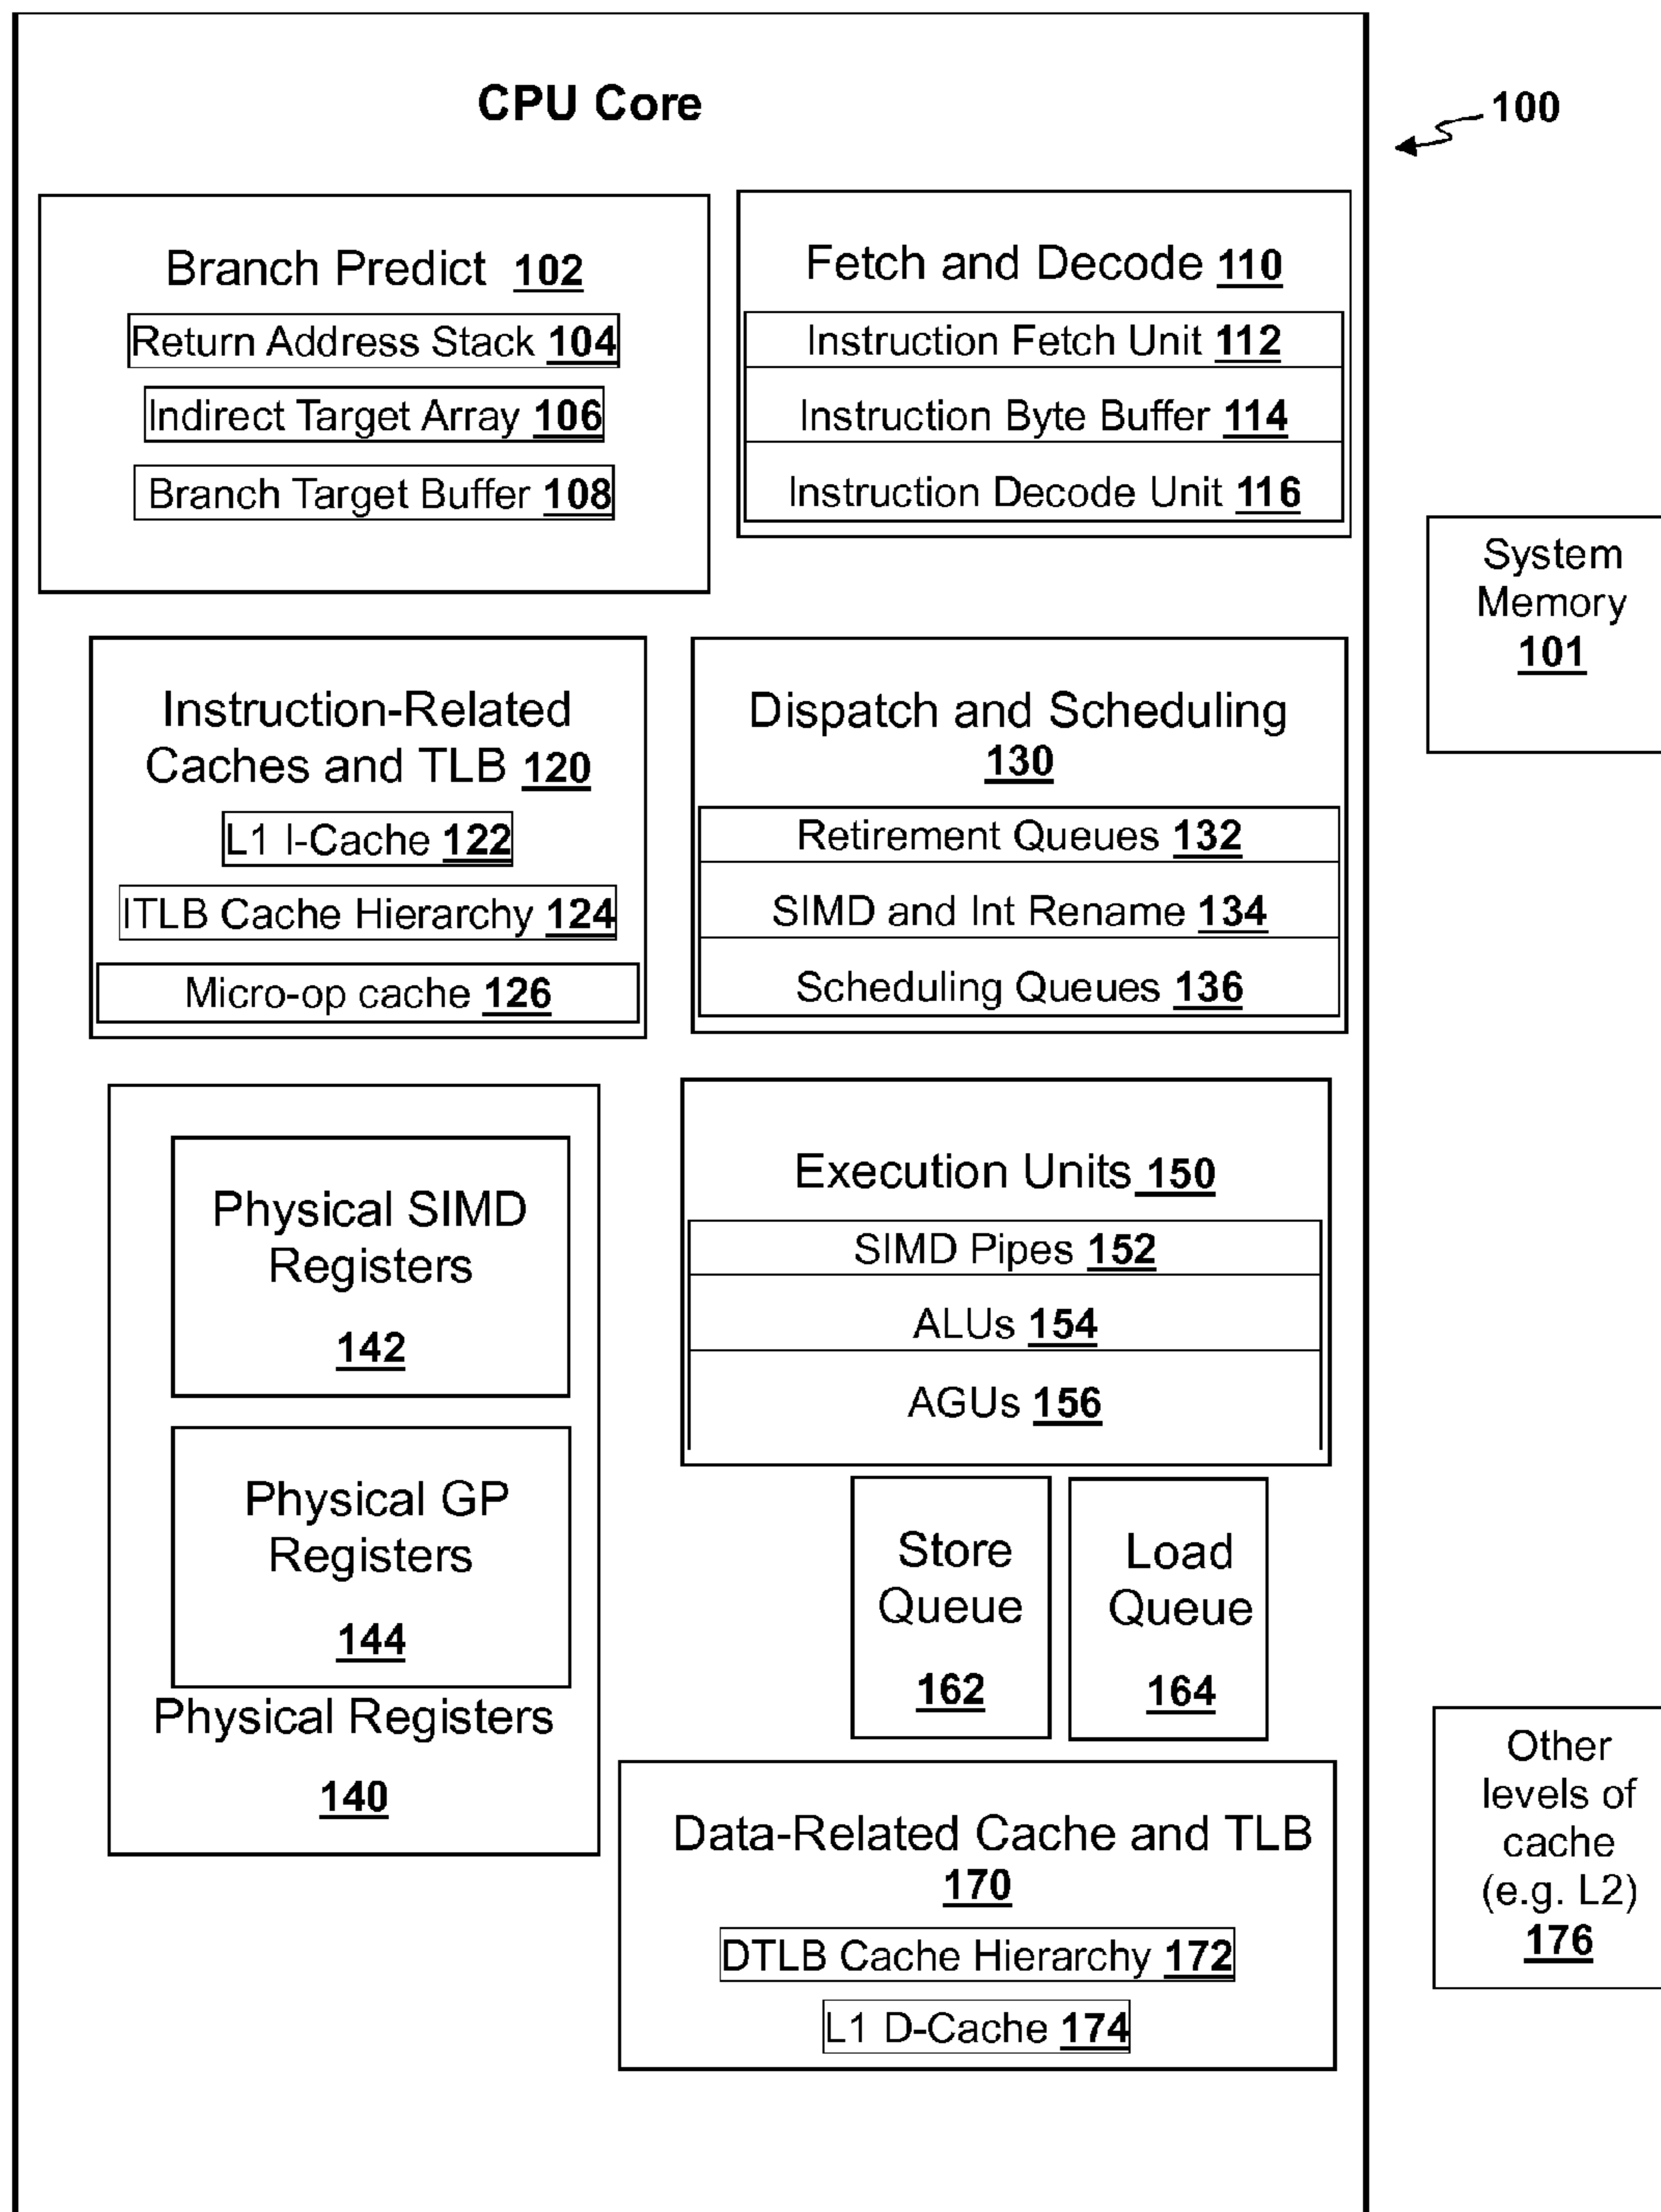 CPU Core
100
Branch Predict 102
Return Address Stack 104
Indirect Target Array 106
Branch Target Buffer 108
Fetch and Decode 110
Instruction Fetch Unit 112
Instruction Byte Buffer 114
Instruction Decode Unit 116
System
Memory
101
Instruction-Related
Caches and TLB 120
L1 I-Cache 122
ITLB Cache Hierarchy 124
Micro-op cache 126
Dispatch and Scheduling
130
Retirement Queues 132
SIMD and Int Rename 134
Scheduling Queues 136
Physical SIMD
Registers
142
Physical GP
Registers
144
Physical Registers
140
Execution Units 150
SIMD Pipes 152
ALUs 154
AGUs 156
Store
Queue
162
Load
Queue
164
Data-Related Cache and TLB
170
DTLB Cache Hierarchy 172
L1 D-Cache 174
Other
levels of
cache
(e.g. L2)
176